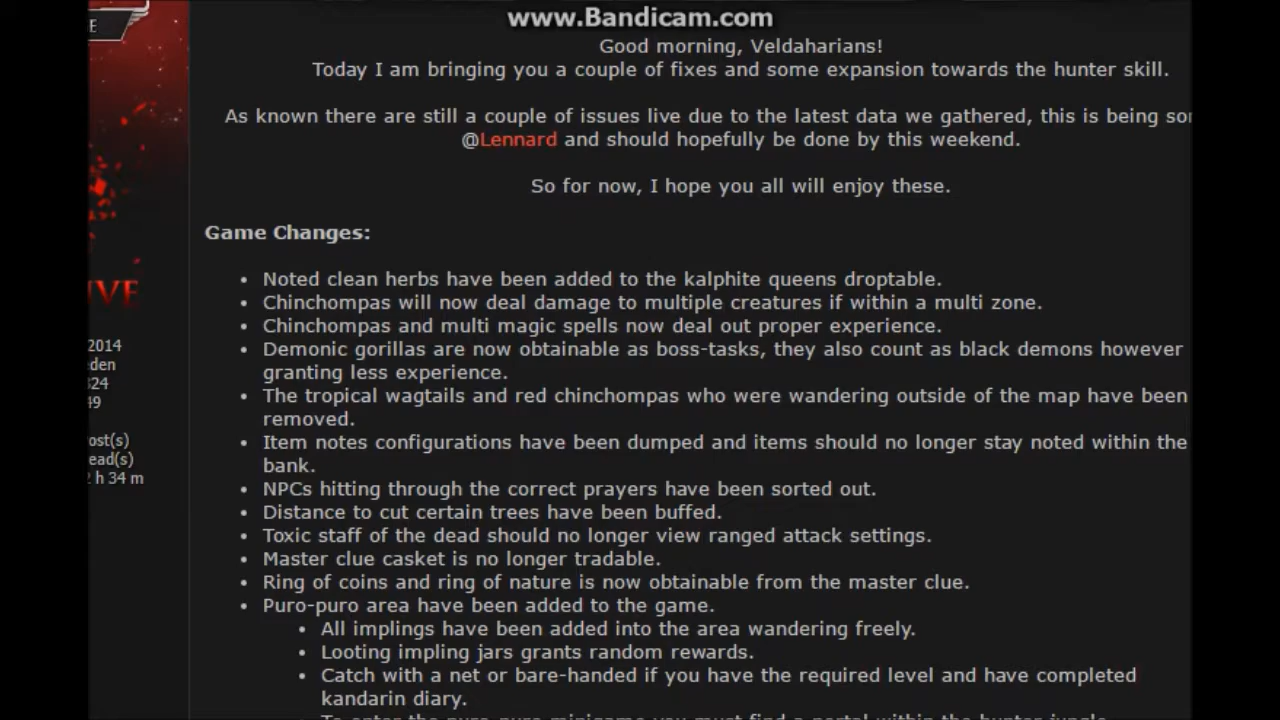 www.Bandicam.com
Good morning, Veldaharians!
Today I am bringing you a couple of fixes and some expansion towards the hunter skill.
As known there are still a couple of issues live due to the latest data we gathered, this is being
@Lennard and should hopefully be done by this weekend.
So for now, I hope you all will enjoy these.
Game Changes:
• Noted clean herbs have been added to the kalphite queens droptable.
• Chinchompas will now deal damage to multiple creatures if within a multi zone.
• Chinchompas and multi magic spells now deal out proper experience.
• Demonic gorillas are now obtainable as boss-tasks, they also count as black demons however
granting less experience.
• The tropical wagtails and red chinchompas who were wandering outside of the map have been
removed.
• Item notes configurations have been dumped and items should no longer stay noted within the
bank.
• NPCs hitting through the correct prayers have been sorted out.
• Distance to cut certain trees have been buffed.
• Toxic staff of the dead should no longer view ranged attack settings.
• Master clue casket is no longer tradable.
• Ring of coins and ring of nature is now obtainable from the master clue.
• Puro-puro area have been added to the game.
• All implings have been added into the area wandering freely.
• Looting impling jars grants random rewards.
• Catch with a net or bare-handed if you have the required level and have completed
kandarin diary.
E
IVE
2014
eden
324
49
ost(s)
ead(s)
2 h 34 m